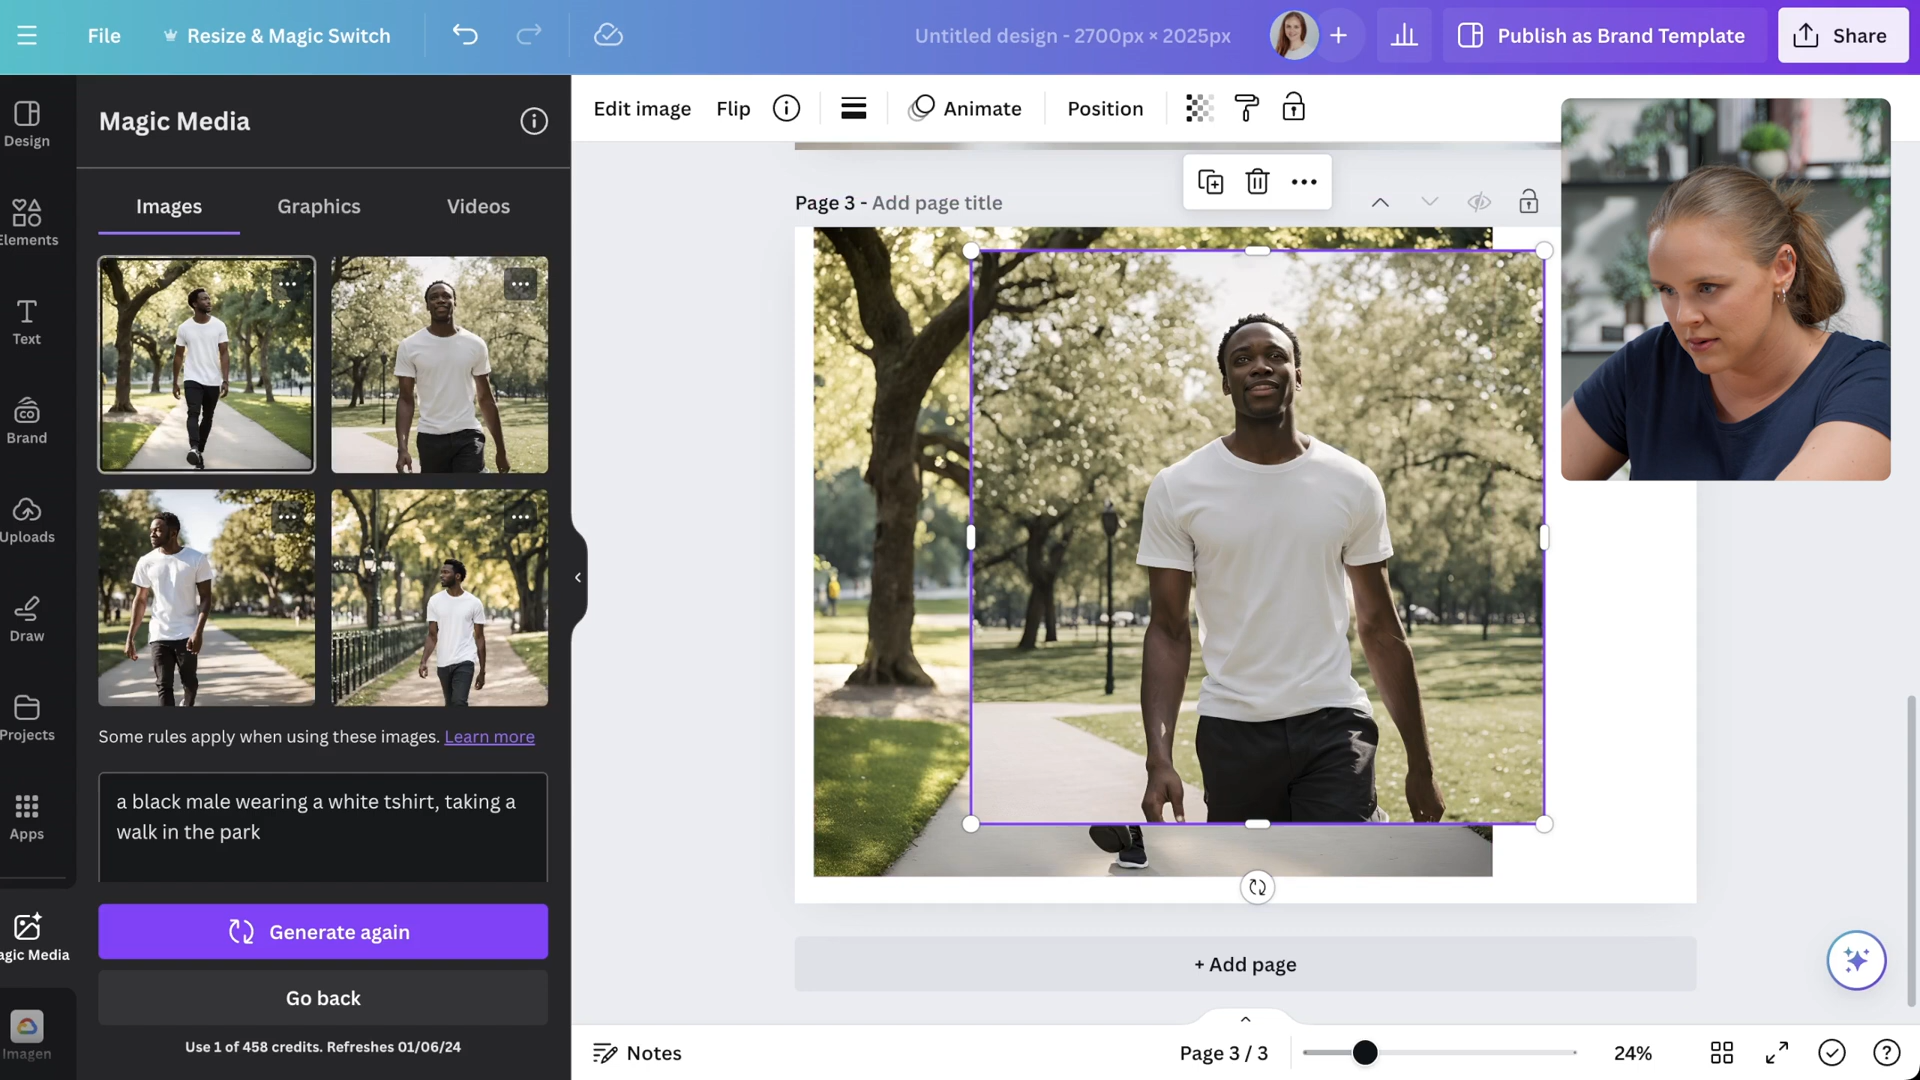 File
Resize & Magic Switch
Untitled design - 2700px × 2025px
Publish as Brand Template
Share
Design
Elements
Text
Brand
Uploads
Draw
Projects
Apps
agic Media
Imagen
Magic Media
Images
Graphics
Videos
Some rules apply when using these images. Learn more
a black male wearing a white tshirt, taking a
walk in the park
Generate again
Go back
Use 1 of 458 credits. Refreshes 01/06/24
Edit image
Flip
Animate
Position
Page 3 - Add page title
+ Add page
Notes
Page 3 / 3
24%